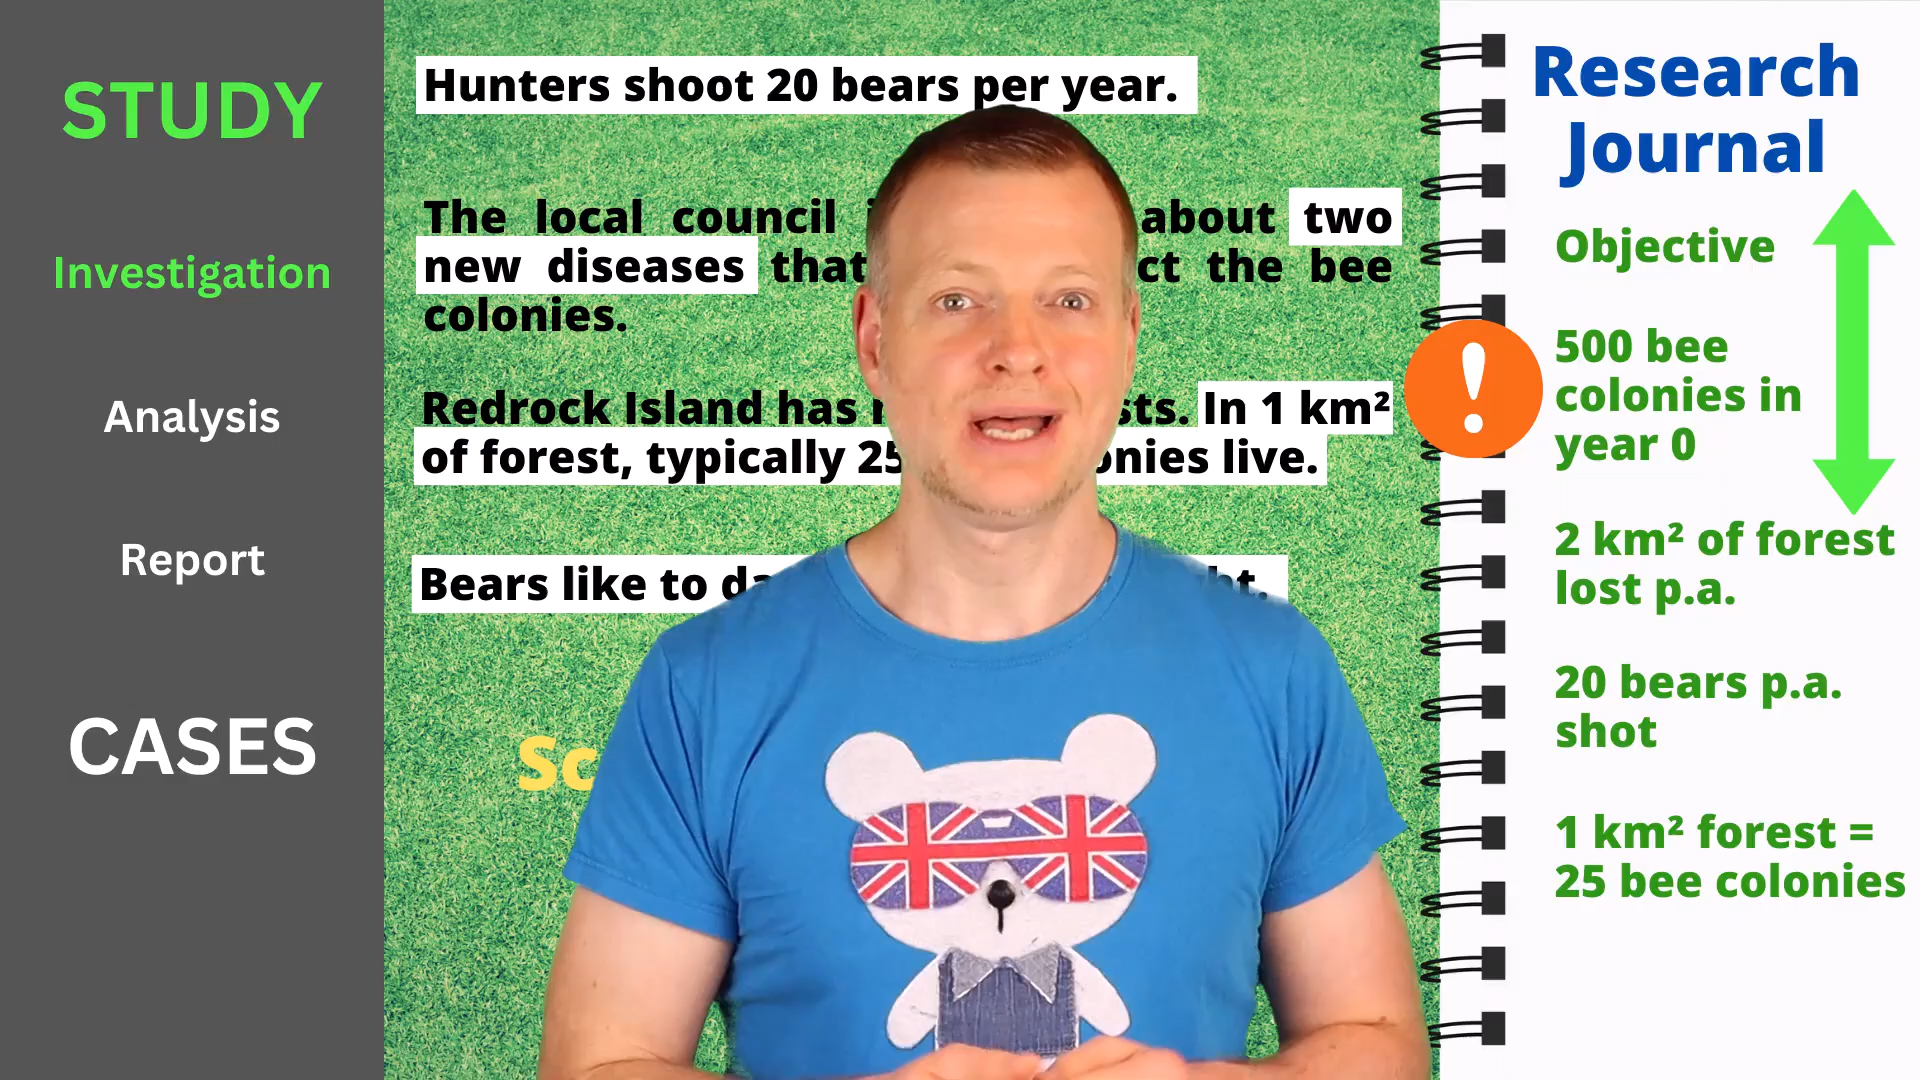 STUDY
Investigation
Analysis
Report
CASES
Hunters shoot 20 bears per year.
The local council about two
new diseases that the bee
colonies.
Redrock Island has In 1 km²
of forest, typically live.
Bears like to
Research
Journal
Objective
500 bee
colonies in
year 0
2 km² of forest
lost p.a.
20 bears p.a.
shot
1 km² forest =
25 bee colonies